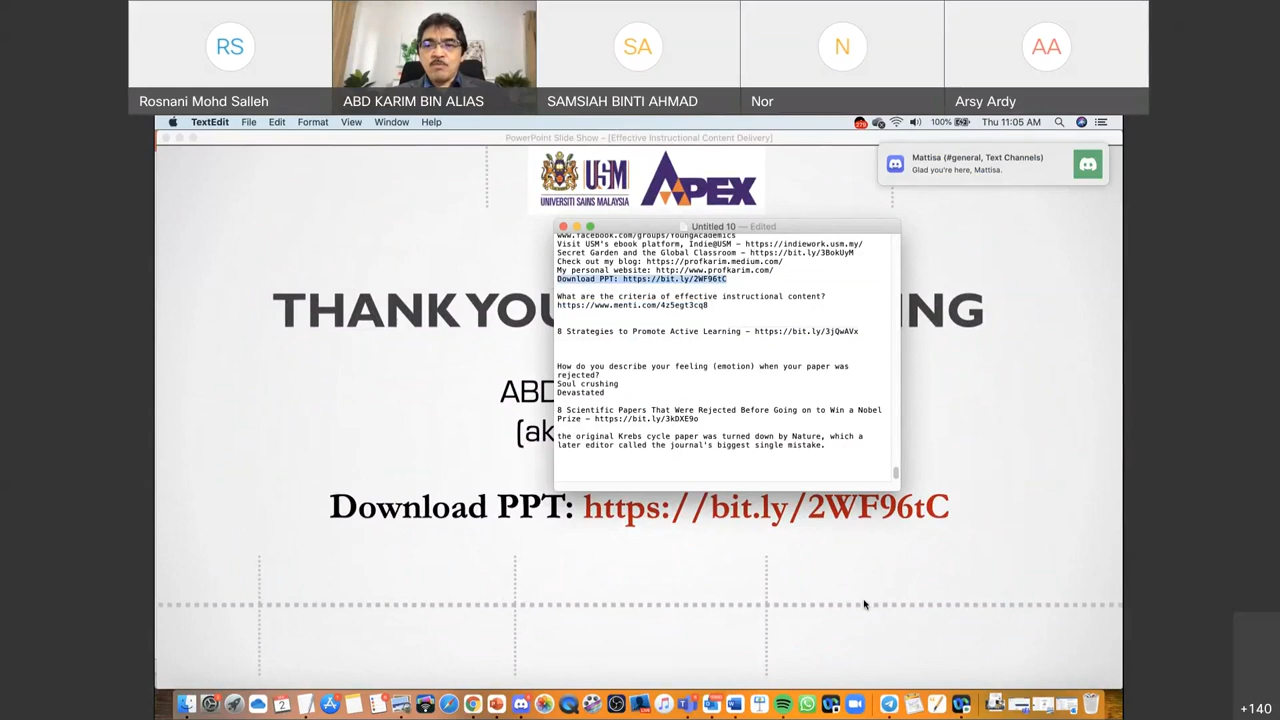 RS
SA
N
AA
Rosnani Mohd Salleh
ABD KARIM BIN ALIAS
SAMSIAH BINTI AHMAD
Nor
Arsy Ardy
TextEdit File Edit Format View Window Help
100%
Thu 11:05 AM
PowerPoint Slide Show - [Effective Instructional Content Delivery]
Mattisa (#general, Text Channels)
Glad you're here, Mattisa.
USM
UNIVERSITI SAINS MALAYSIA
APEX
Untitled 10 — Edited
www.facebook.com/groups/YoungAcademics
Visit USM's ebook platform, Indie@USM - https://indiework.usm.my/
Secret Garden and the Global Classroom - https://bit.ly/3BokUyM
Check out my blog: https://profkarim.medium.com/
My personal website: http://www.profkarim.com/
Download PPT: https://bit.ly/2WF96tC
What are the criteria of effective instructional content?
https://www.menti.com/4z5egt3cq8
8 Strategies to Promote Active Learning - https://bit.ly/3jQwAVx
How do you describe your feeling (emotion) when your paper was
rejected?
Soul crushing
Devastated
8 Scientific Papers That Were Rejected Before Going on to Win a Nobel
Prize - https://bit.ly/3kDXE9o
the original Krebs cycle paper was turned down by Nature, which a
later editor called the journal's biggest single mistake.
THANK YOU
NG
ABD
(ak
Download PPT: https://bit.ly/2WF96tC
+140